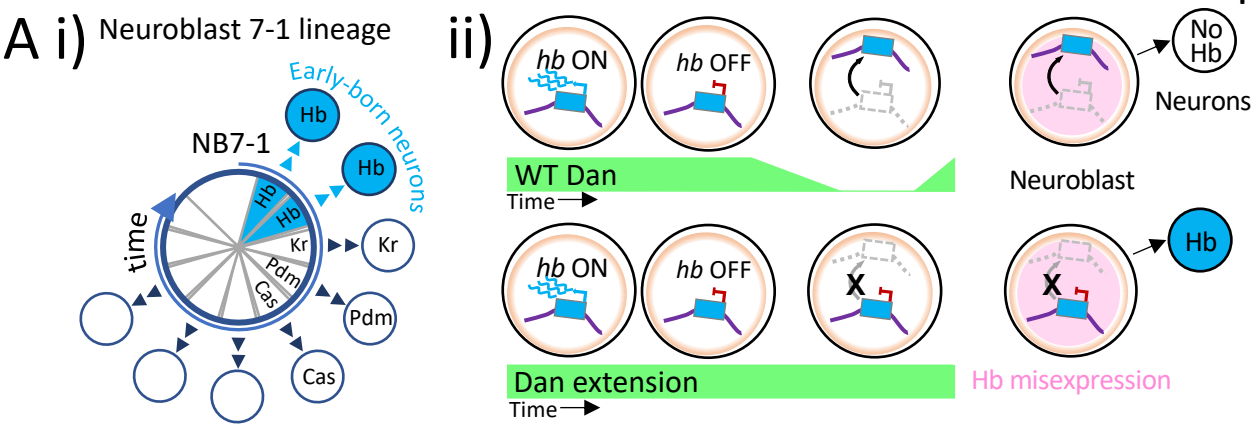 A i) Neuroblast 7-1 lineage
Early-born neurons
Hb
Hb
NB7-1
Hb
Hb
Kr
Pdm
Cas
time
Kr
Pdm
Cas
ii)
hb ON
hb OFF
No
Hb
Neurons
WT Dan
Time
Neuroblast
hb ON
hb OFF
X
X
Hb
Dan extension
Time
Hb misexpression